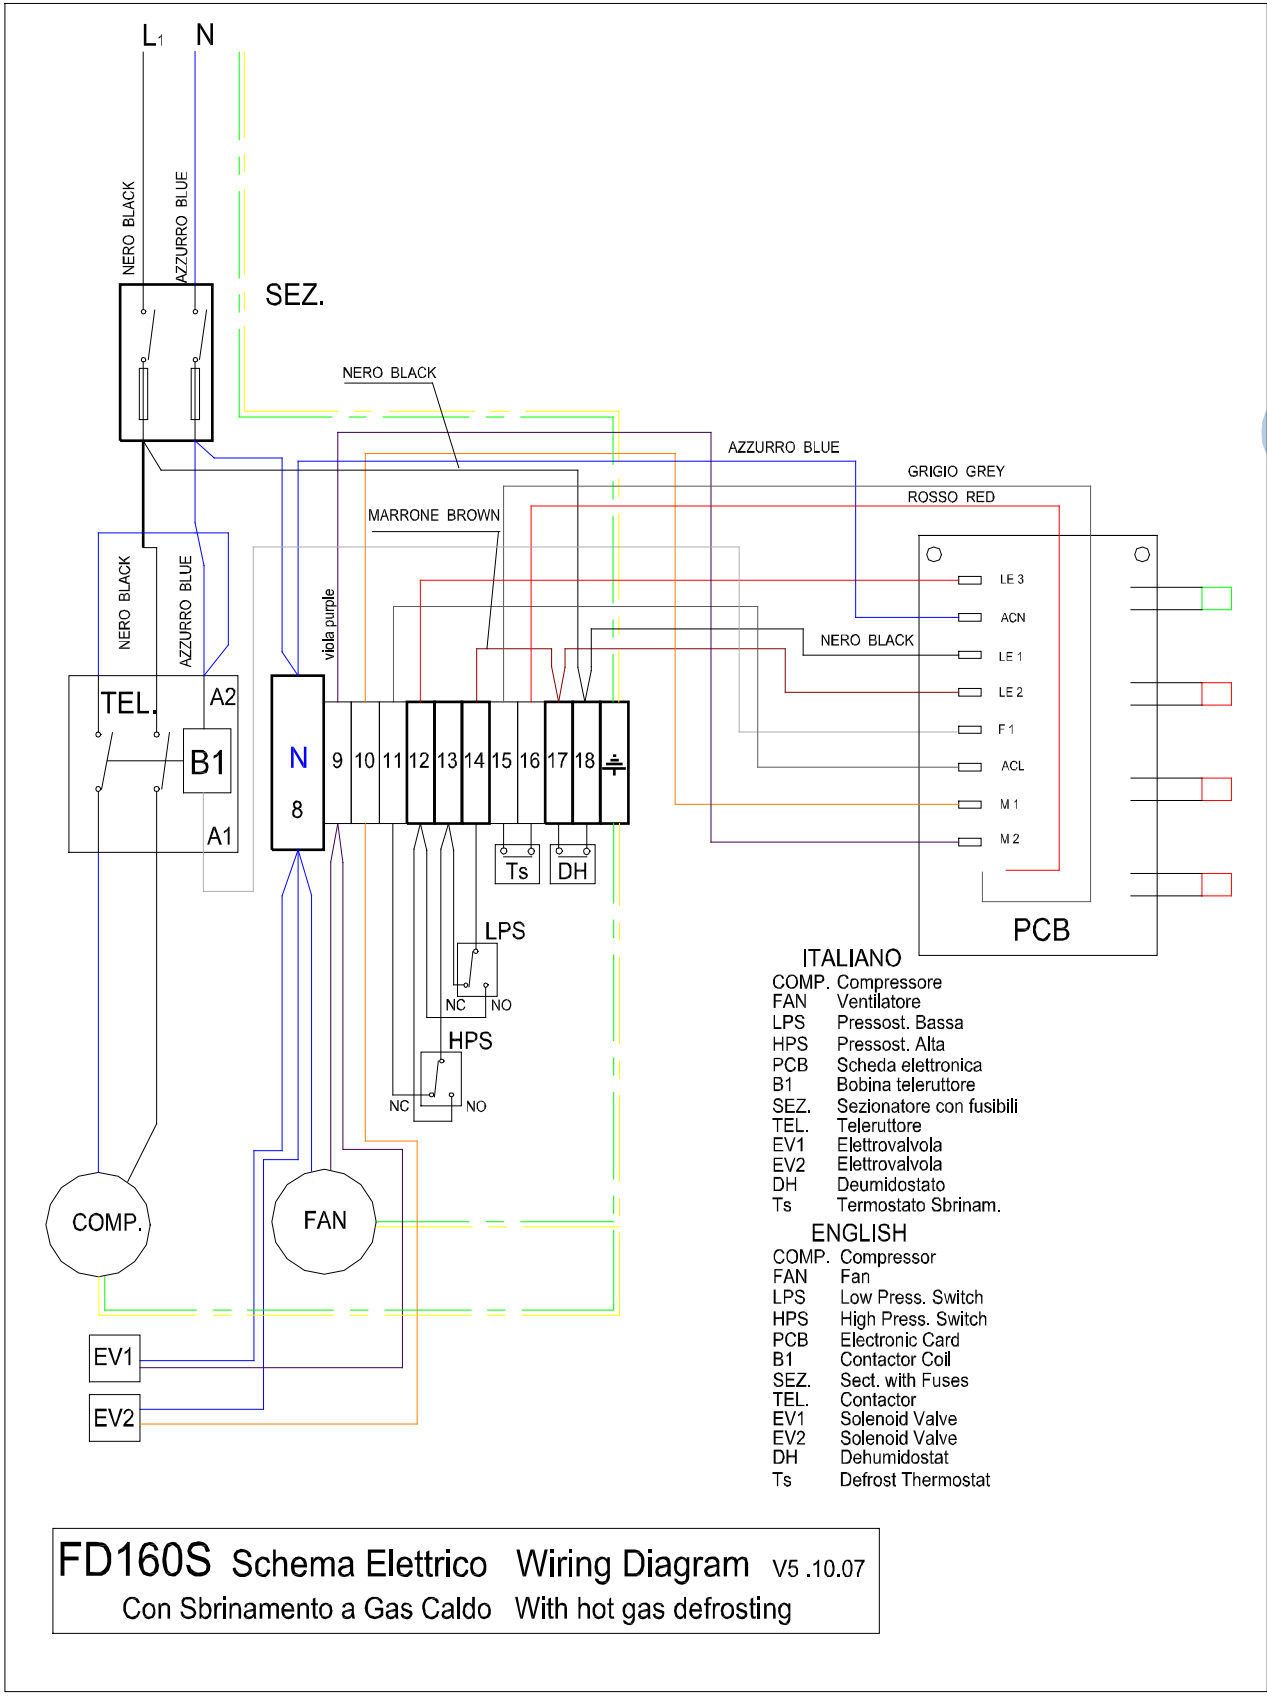 L1 N
NERO BLACK
AZZURRO BLUE
SEZ.
NERO BLACK
AZZURRO BLUE
GRIGIO GREY
ROSSO RED
MARRONE BROWN
NERO BLACK
AZZURRO BLUE
viola purple
NERO BLACK
LE 3
ACN
LE 1
LE 2
F 1
ACL
M 1
M 2
PCB
TEL. A2
B1
A1
N
8
9 10 11 12 13 14 15 16 17 18
Ts DH
LPS
NC NO
HPS
NC NO
COMP. FAN
EV1
EV2
ITALIANO
COMP. Compressore
FAN Ventilatore
LPS Pressost. Bassa
HPS Pressost. Alta
PCB Scheda elettronica
B1 Bobina teleruttore
SEZ. Sezionatore con fusibili
TEL. Teleruttore
EV1 Elettrovalvola
EV2 Elettrovalvola
DH Deumidostato
Ts Termostato Sbrinam.
ENGLISH
COMP. Compressor
FAN Fan
LPS Low Press. Switch
HPS High Press. Switch
PCB Electronic Card
B1 Contactor Coil
SEZ. Sect. with Fuses
TEL. Contactor
EV1 Solenoid Valve
EV2 Solenoid Valve
DH Dehumidostat
Ts Defrost Thermostat
FD160S Schema Elettrico Wiring Diagram V5 .10.07
Con Sbrinamento a Gas Caldo With hot gas defrosting